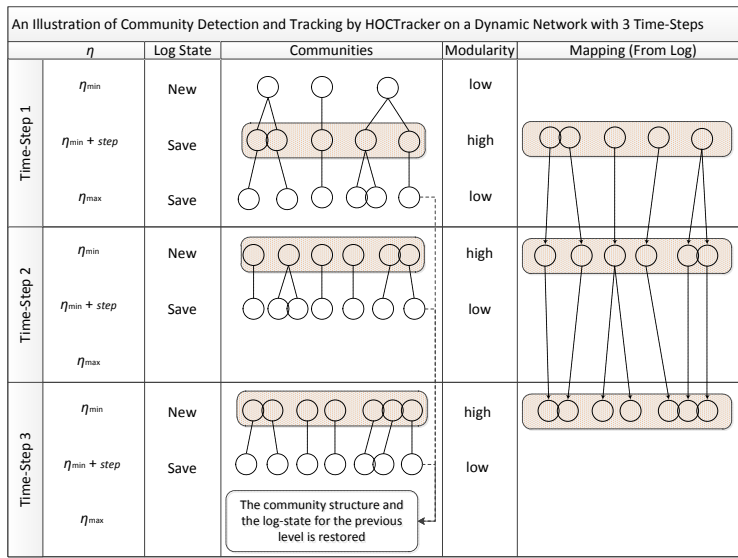 An Illustration of Community Detection and Tracking by HOCTracker on a Dynamic Network with 3 Time-Steps
η Log State Communities Modularity Mapping (From Log)
Time-Step 1
ηmin New low
ηmin + step Save high
ηmax Save low
Time-Step 2
ηmin New high
ηmin + step Save low
ηmax
Time-Step 3
ηmin New high
ηmin + step Save low
ηmax
The community structure and
the log-state for the previous
level is restored